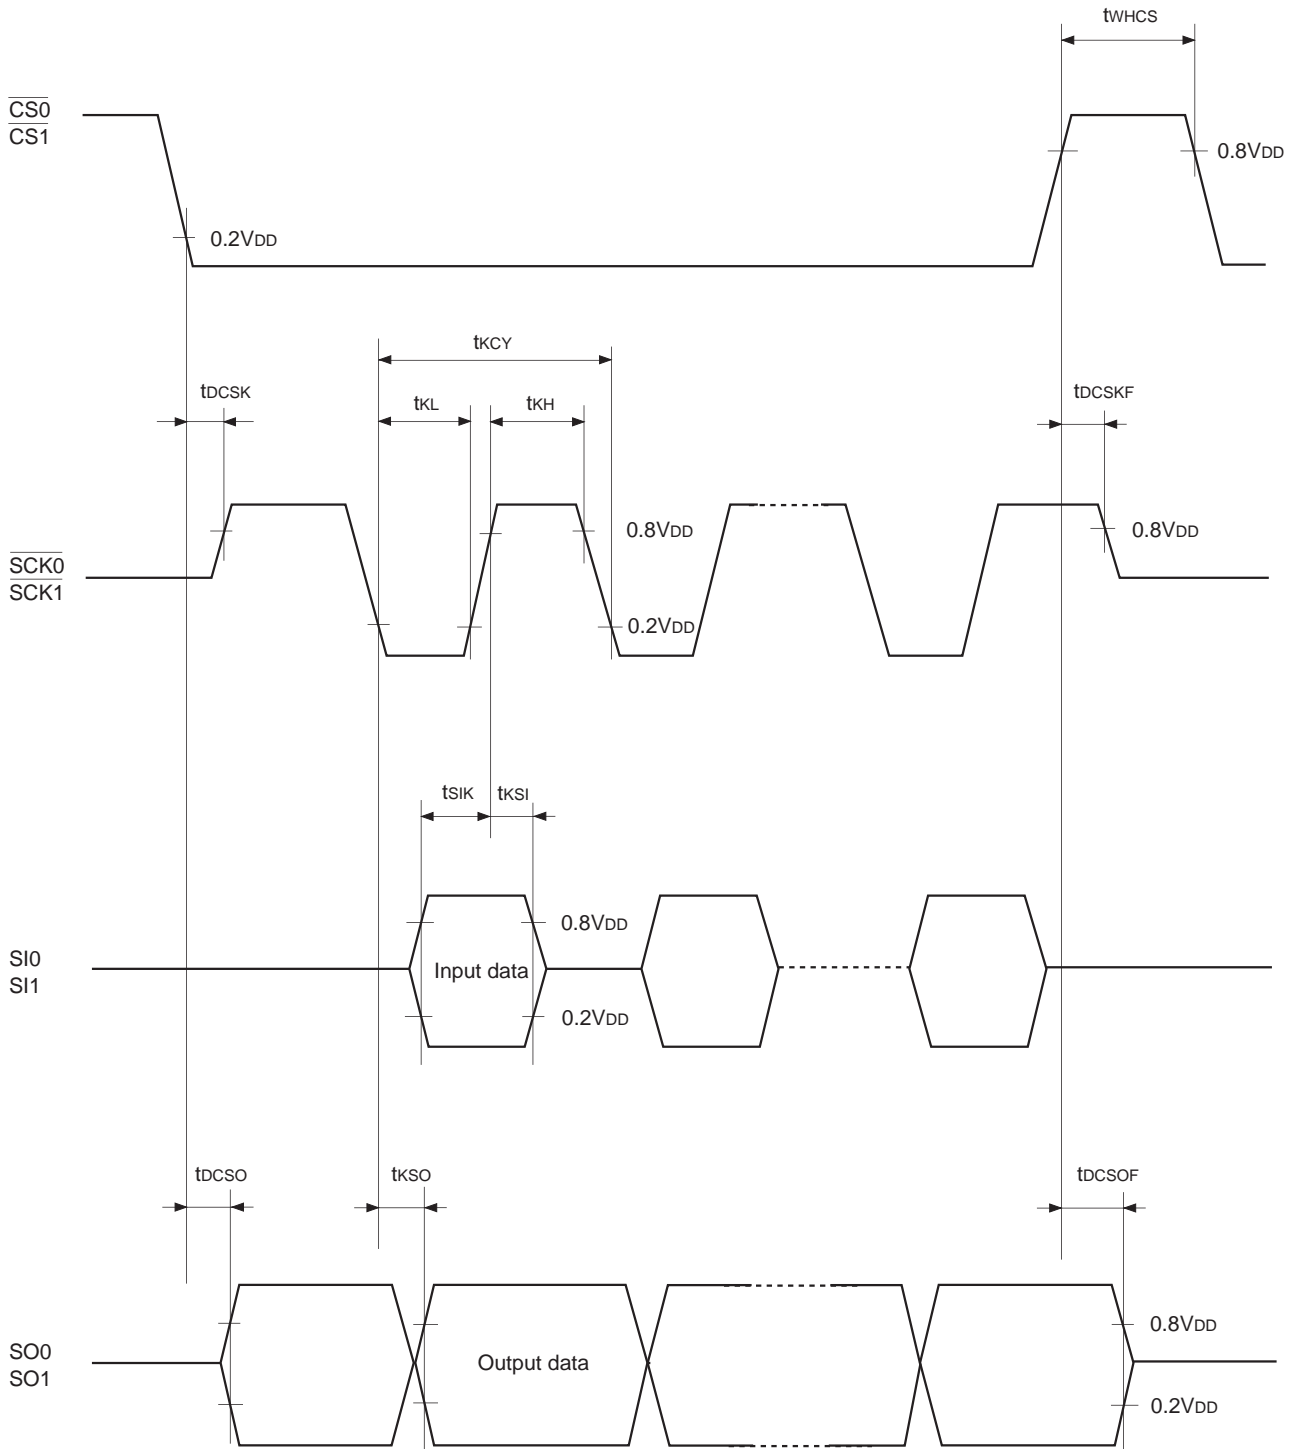 tWHCS
CS0
CS1
0.8VDD
0.2VDD
tKCY
tDCSK
tKL
tKH
tDCSKF
SCK0
SCK1
0.8VDD
0.8VDD
0.2VDD
tSIK
tKSI
SI0
SI1
0.8VDD
Input data
0.2VDD
tDCSO
tKSO
tDCSOF
SO0
SO1
Output data
0.8VDD
0.2VDD